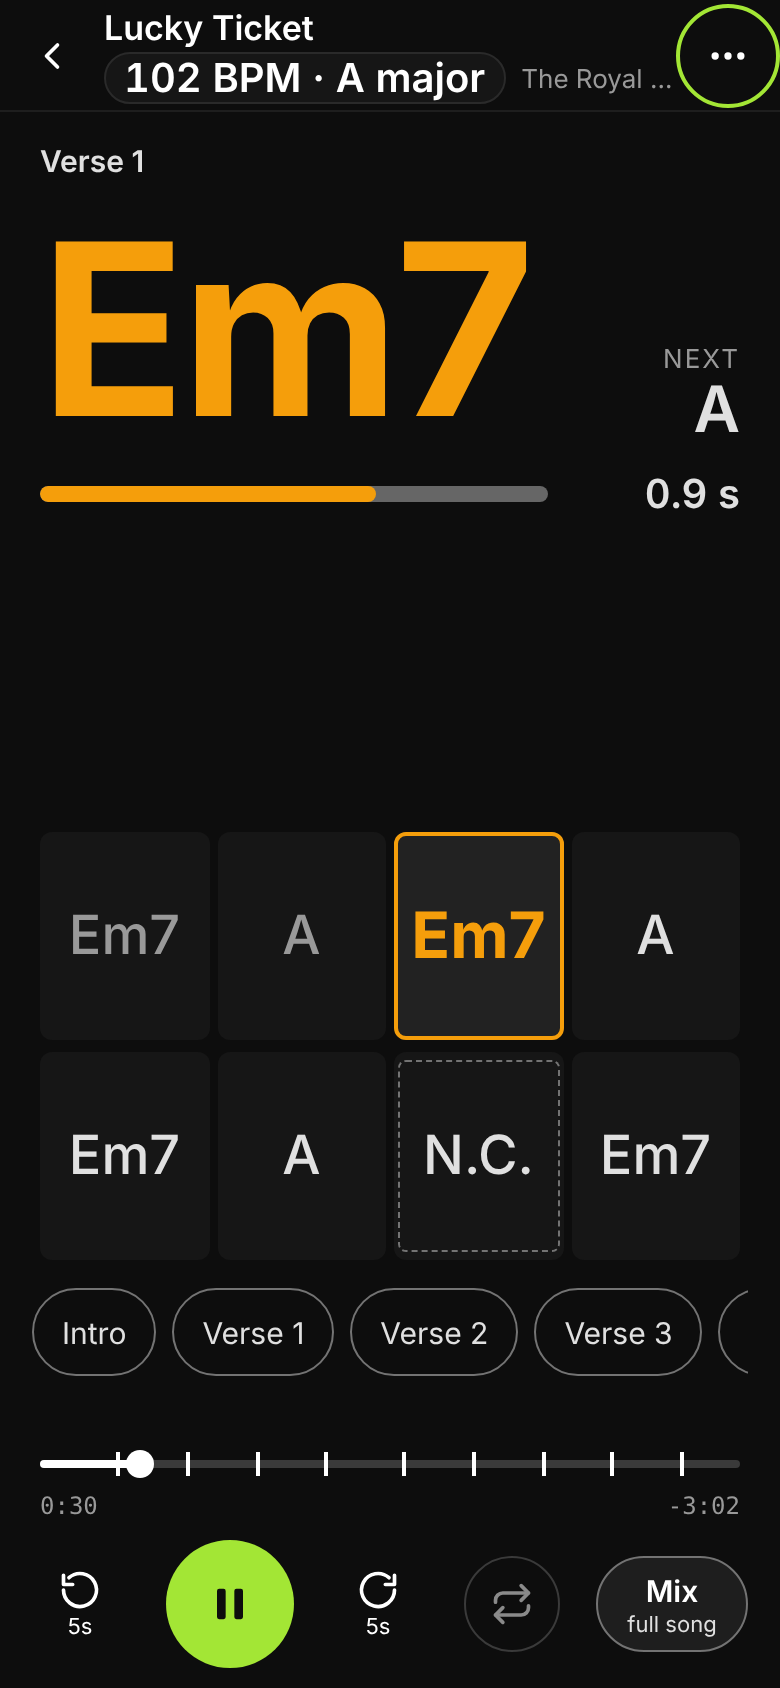 Lucky Ticket
102 BPM · A major
The Royal ...
Verse 1
Em7
NEXT
A
0.9 s
Em7 A Em7 A
Em7 A N.C. Em7
Intro Verse 1 Verse 2 Verse 3
0:30 -3:02
5s 5s
Mix
full song